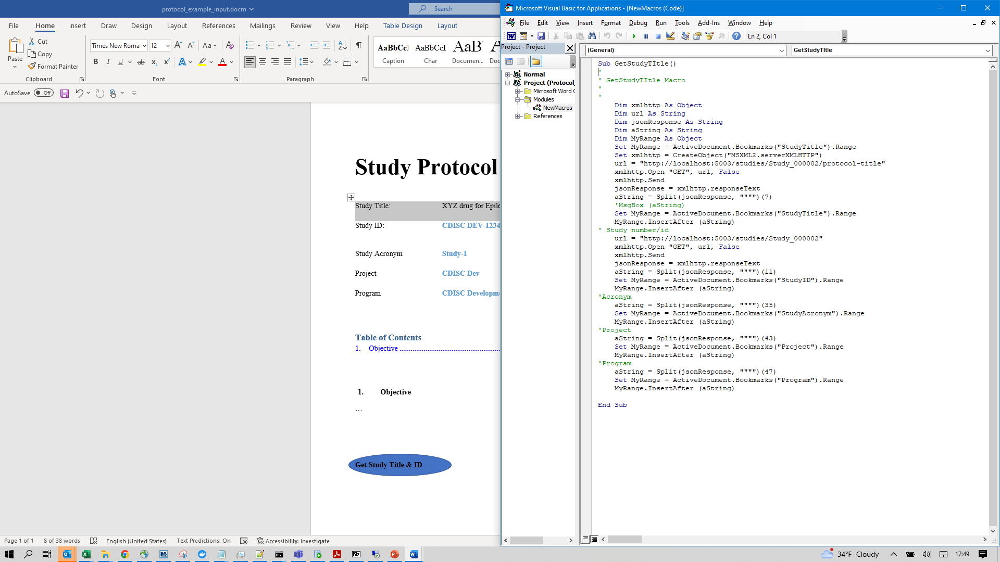 protocol_example_input.docm
Search
File Home Insert Draw Design Layout References Mailings Review View Help Table Design Layout
Paste
Cut
Copy
Format Painter
Clipboard
Times New Roma
12
Font
Paragraph
AaBbCcI AaBbCcI AaB
Caption Char Documen...
AutoSave Off
Study Protocol
Study Title: XYZ drug for Epile
Study ID: CDISC DEV-1234
Study Acronym Study-1
Project CDISC Dev
Program CDISC Developm
Table of Contents
1. Objective
1. Objective
...
Get Study Title & ID
Page 1 of 1 8 of 38 words English (United States) Text Predictions: On Accessibility: Investigate
Microsoft Visual Basic for Applications - [NewMacros (Code)]
File Edit View Insert Format Debug Run Tools Add-Ins Window Help
Ln 2, Col 1
Project - Project
Normal
Project (Protocol_
Microsoft Word
Modules
NewMacros
References
(General) GetStudyTItle
Sub GetStudyTItle()
'
' GetStudyTItle Macro
'
'
Dim xmlhttp As Object
Dim url As String
Dim jsonResponse As String
Dim aString As String
Dim MyRange As Object
Set MyRange = ActiveDocument.Bookmarks("StudyTitle").Range
Set xmlhttp = CreateObject("MSXML2.serverXMLHTTP")
url = "http://localhost:5003/studies/Study_000002/protocol-title"
xmlhttp.Open "GET", url, False
xmlhttp.Send
jsonResponse = xmlhttp.responseText
aString = Split(jsonResponse, """")(7)
'MsgBox (aString)
Set MyRange = ActiveDocument.Bookmarks("StudyTitle").Range
MyRange.InsertAfter (aString)
' Study number/id
url = "http://localhost:5003/studies/Study_000002"
xmlhttp.Open "GET", url, False
xmlhttp.Send
jsonResponse = xmlhttp.responseText
aString = Split(jsonResponse, """")(11)
Set MyRange = ActiveDocument.Bookmarks("StudyID").Range
MyRange.InsertAfter (aString)
'Acronym
aString = Split(jsonResponse, """")(35)
Set MyRange = ActiveDocument.Bookmarks("StudyAcronym").Range
MyRange.InsertAfter (aString)
'Project
aString = Split(jsonResponse, """")(43)
Set MyRange = ActiveDocument.Bookmarks("Project").Range
MyRange.InsertAfter (aString)
'Program
aString = Split(jsonResponse, """")(47)
Set MyRange = ActiveDocument.Bookmarks("Program").Range
MyRange.InsertAfter (aString)
End Sub
34°F Cloudy 17:49